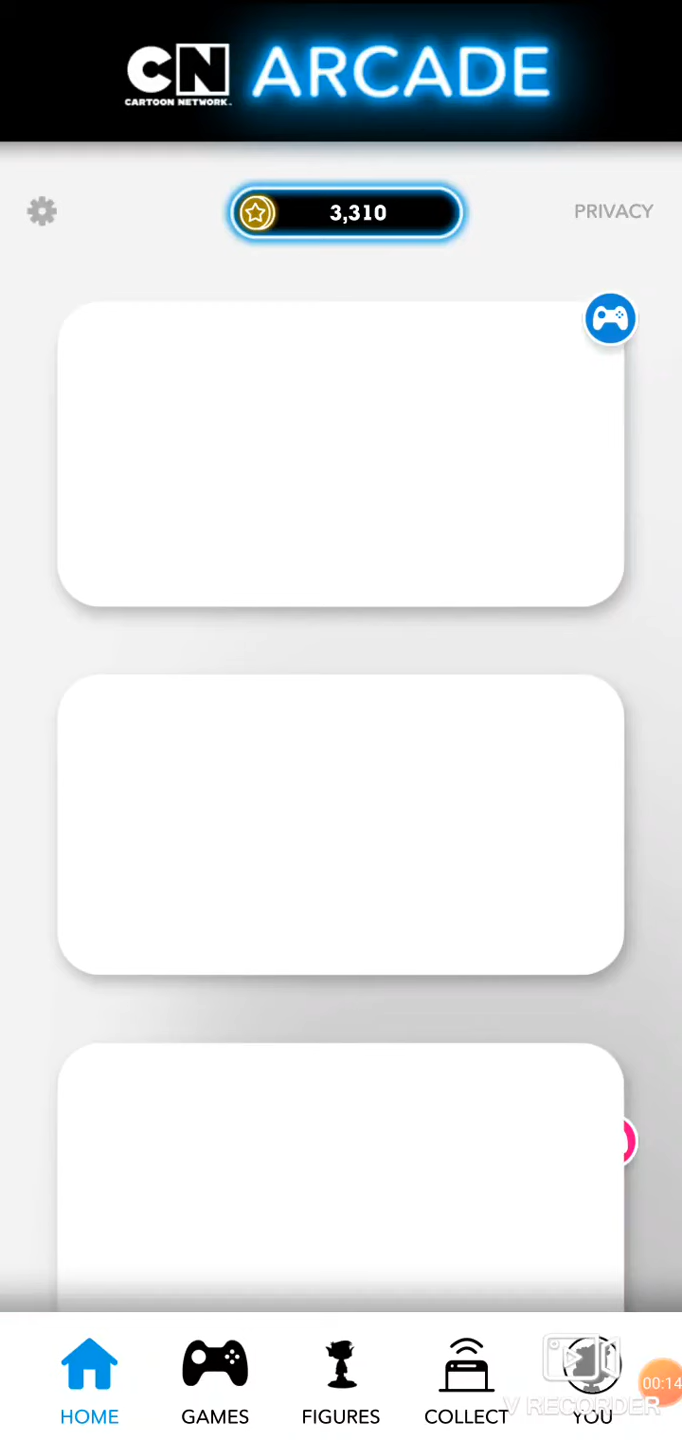 CN ARCADE
CARTOON NETWORK.
3,310
PRIVACY
00:14
V RECORDER
HOME
GAMES
FIGURES
COLLECT
YOU